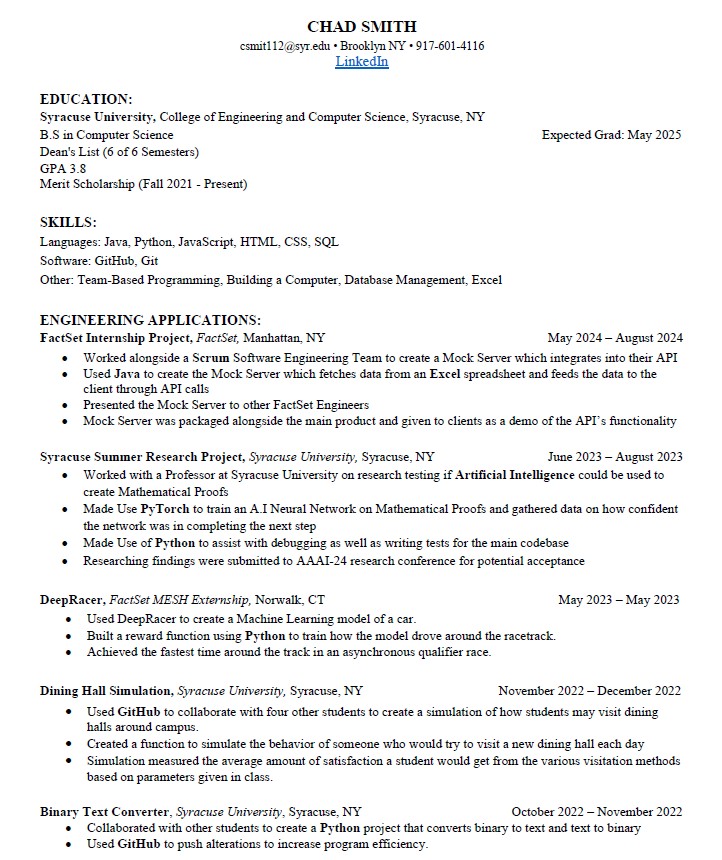 CHAD SMITH
csmit112@syr.edu • Brooklyn NY • 917-601-4116
LinkedIn
EDUCATION:
Syracuse University, College of Engineering and Computer Science, Syracuse, NY
B.S in Computer Science Expected Grad: May 2025
Dean's List (6 of 6 Semesters)
GPA 3.8
Merit Scholarship (Fall 2021 - Present)
SKILLS:
Languages: Java, Python, JavaScript, HTML, CSS, SQL
Software: GitHub, Git
Other: Team-Based Programming, Building a Computer, Database Management, Excel
ENGINEERING APPLICATIONS:
FactSet Internship Project, FactSet, Manhattan, NY May 2024 – August 2024
• Worked alongside a Scrum Software Engineering Team to create a Mock Server which integrates into their API
• Used Java to create the Mock Server which fetches data from an Excel spreadsheet and feeds the data to the
client through API calls
• Presented the Mock Server to other FactSet Engineers
• Mock Server was packaged alongside the main product and given to clients as a demo of the API's functionality
Syracuse Summer Research Project, Syracuse University, Syracuse, NY June 2023 – August 2023
• Worked with a Professor at Syracuse University on research testing if Artificial Intelligence could be used to
create Mathematical Proofs
• Made Use PyTorch to train an A.I Neural Network on Mathematical Proofs and gathered data on how confident
the network was in completing the next step
• Made Use of Python to assist with debugging as well as writing tests for the main codebase
• Researching findings were submitted to AAAI-24 research conference for potential acceptance
DeepRacer, FactSet MESH Externship, Norwalk, CT May 2023 – May 2023
• Used DeepRacer to create a Machine Learning model of a car.
• Built a reward function using Python to train how the model drove around the racetrack.
• Achieved the fastest time around the track in an asynchronous qualifier race.
Dining Hall Simulation, Syracuse University, Syracuse, NY November 2022 – December 2022
• Used GitHub to collaborate with four other students to create a simulation of how students may visit dining
halls around campus.
• Created a function to simulate the behavior of someone who would try to visit a new dining hall each day
• Simulation measured the average amount of satisfaction a student would get from the various visitation methods
based on parameters given in class.
Binary Text Converter, Syracuse University, Syracuse, NY October 2022 – November 2022
• Collaborated with other students to create a Python project that converts binary to text and text to binary
• Used GitHub to push alterations to increase program efficiency.